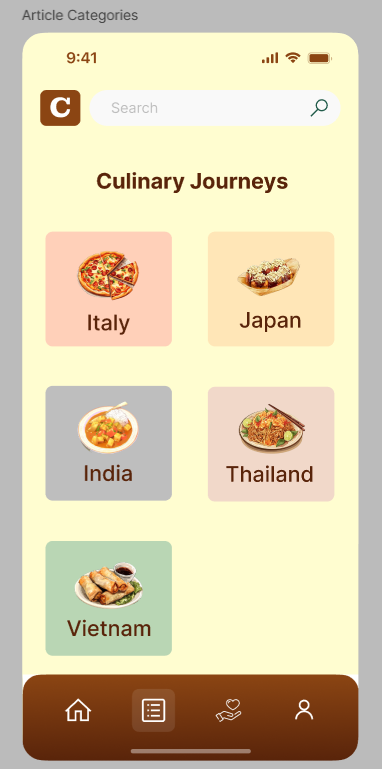 Article Categories
9:41
C
Search
Culinary Journeys
Italy
Japan
India
Thailand
Vietnam